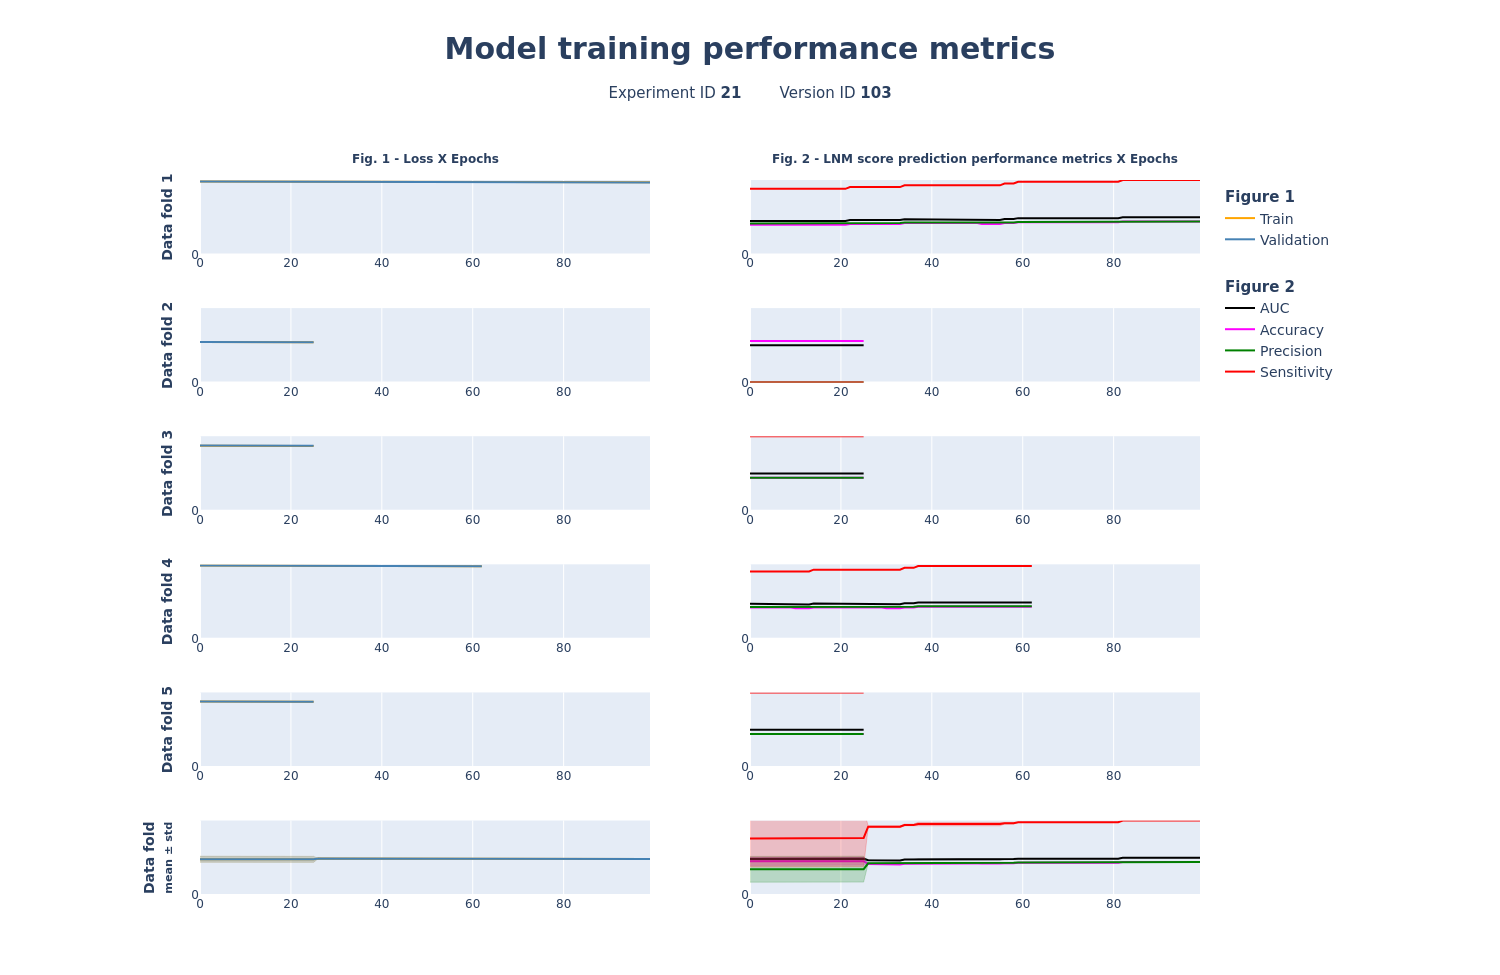 Model training performance metrics
Experiment ID 21 Version ID 103
Fig. 1 - Loss X Epochs
Fig. 2 - LNM score prediction performance metrics X Epochs
Data fold 1
0
0 20 40 60 80
0
0 20 40 60 80
Figure 1
Train
Validation
Figure 2
AUC
Accuracy
Precision
Sensitivity
Data fold 2
0
0 20 40 60 80
0
0 20 40 60 80
Data fold 3
0
0 20 40 60 80
0
0 20 40 60 80
Data fold 4
0
0 20 40 60 80
0
0 20 40 60 80
Data fold 5
0
0 20 40 60 80
0
0 20 40 60 80
Data fold
mean ± std
0
0 20 40 60 80
0
0 20 40 60 80